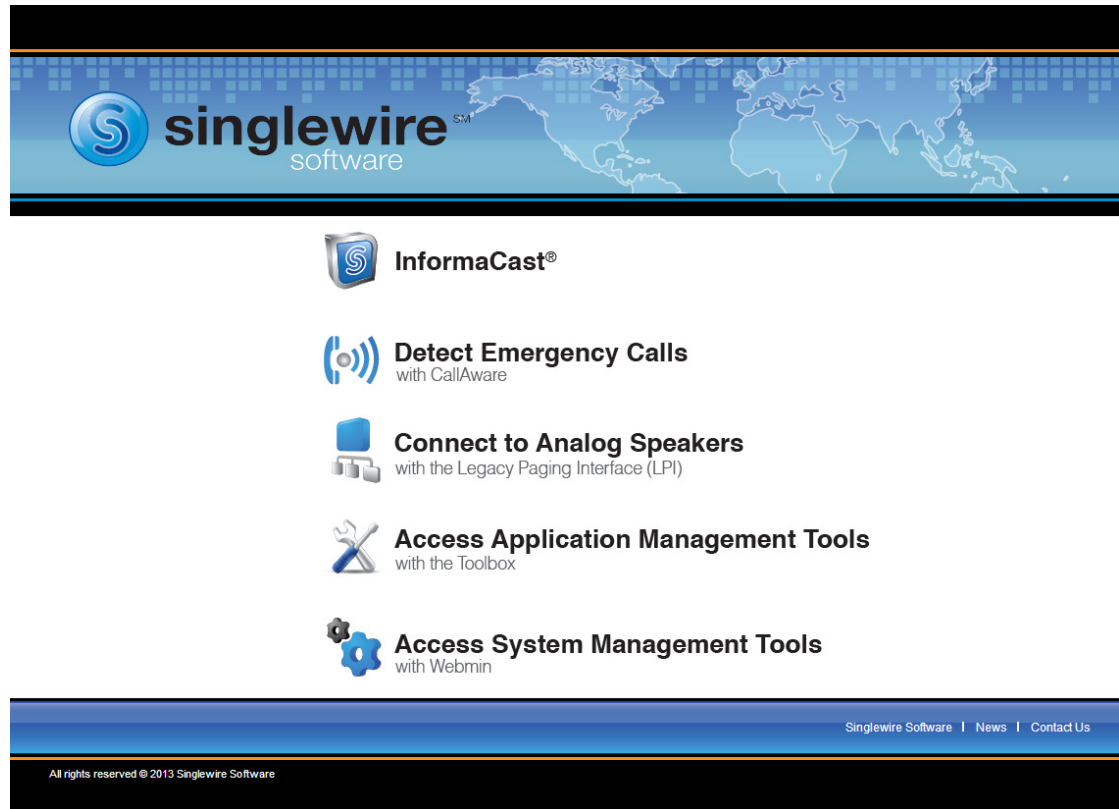 singlewire SM
software
InformaCast®
Detect Emergency Calls
with CallAware
Connect to Analog Speakers
with the Legacy Paging Interface (LPI)
Access Application Management Tools
with the Toolbox
Access System Management Tools
with Webmin
Singlewire Software | News | Contact Us
All rights reserved © 2013 Singlewire Software